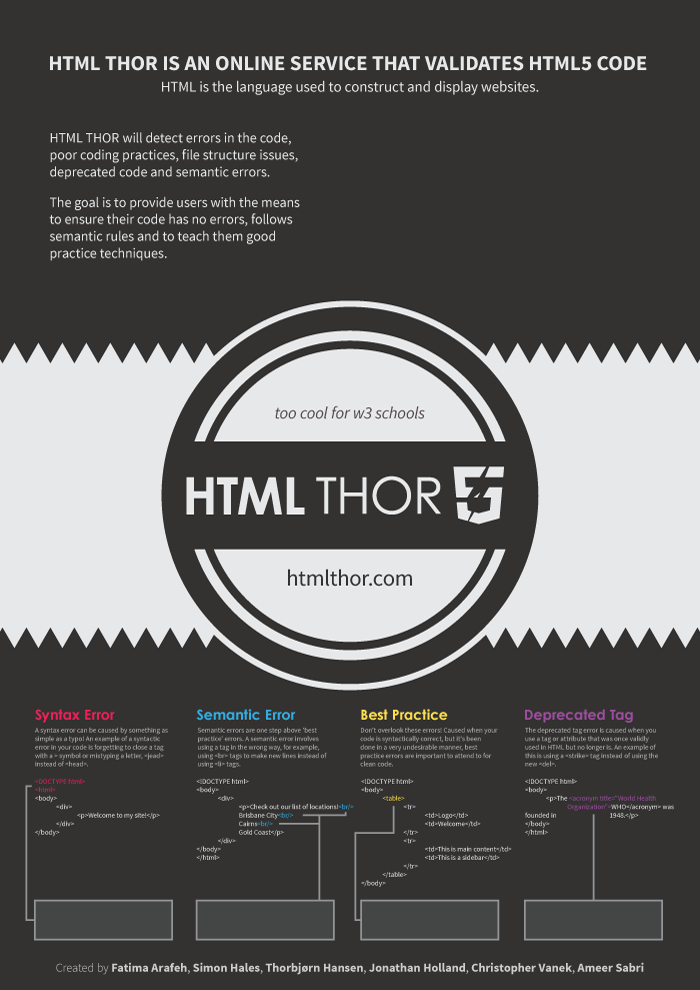 HTML THOR IS AN ONLINE SERVICE THAT VALIDATES HTML5 CODE
HTML is the language used to construct and display websites.
HTML THOR will detect errors in the code,
poor coding practices, file structure issues,
deprecated code and semantic errors.
The goal is to provide users with the means
to ensure their code has no errors, follows
semantic rules and to teach them good
practice techniques.
too cool for w3 schools
HTML THOR 5
htmlthor.com
Syntax Error
A syntax error can be caused by something as
simple as a typo! An example of a syntactic
error in your code is forgetting to close a tag
with a > symbol or mistyping a letter, <jead>
instead of <head>.
<!DOCTYPE html>
<html>
<body>
<div>
<p>Welcome to my site!</p>
</div>
</body>
Semantic Error
Semantic errors are one step above 'best
practice' errors. A semantic error involves
using a tag in the wrong way, for example,
using <br> tags to make new lines instead of
using <li> tags.
<!DOCTYPE html>
<body>
<div>
<p>Check out our list of locations!<br/>
Brisbane City<br/>
Cairns<br/>
Gold Coast</p>
</div>
</body>
</html>
Best Practice
Don't overlook these errors! Caused when your
code is syntactically correct, but it's been
done in a very undesirable manner, best
practice errors are important to attend to for
clean code.
<!DOCTYPE html>
<body>
<table>
<tr>
<td>Logo</td>
<td>Welcome</td>
</tr>
<tr>
<td>This is main content</td>
<td>This is a sidebar</td>
</tr>
</table>
</body>
Deprecated Tag
The deprecated tag error is caused when you
use a tag or attribute that was once validly
used in HTML but no longer is. An example of
this is using a <strike> tag instead of using the
new <del>.
<!DOCTYPE html>
<body>
<p>The <acronym title="World Health
Organization">WHO</acronym> was
founded in 1948.</p>
</body>
</html>
Created by Fatima Arafeh, Simon Hales, Thorbjørn Hansen, Jonathan Holland, Christopher Vanek, Ameer Sabri